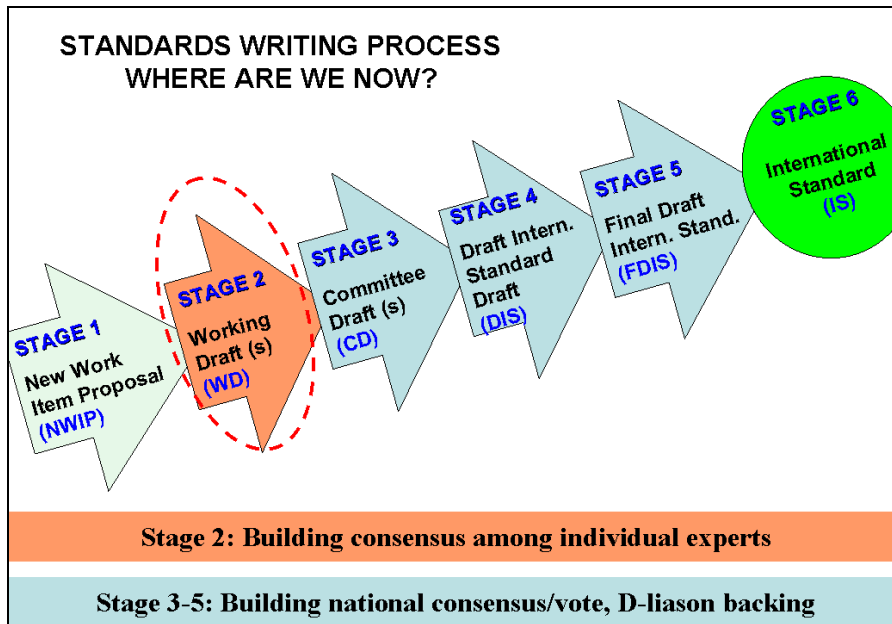 STANDARDS WRITING PROCESS
WHERE ARE WE NOW?
STAGE 1
New Work
Item Proposal
(NWIP)
STAGE 2
Working
Draft (s)
(WD)
STAGE 3
Committee
Draft (s)
(CD)
STAGE 4
Draft Intern.
Standard
Draft
(DIS)
STAGE 5
Final Draft
Intern. Stand.
(FDIS)
STAGE 6
International
Standard
(IS)
Stage 2: Building consensus among individual experts
Stage 3-5: Building national consensus/vote, D-liason backing